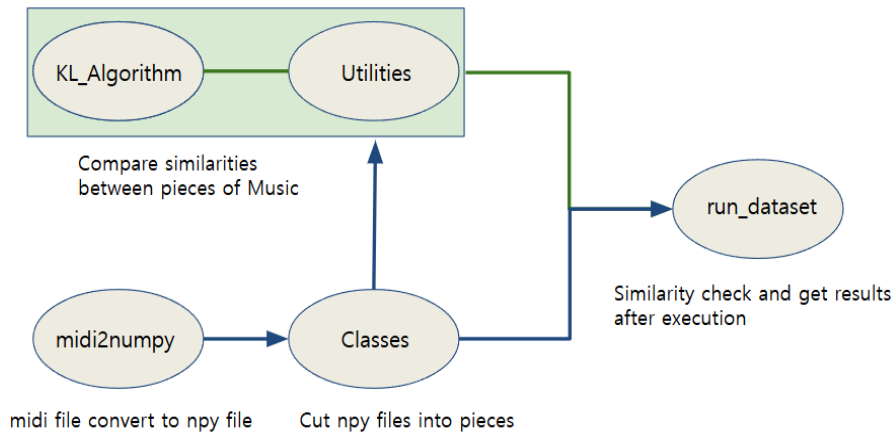 KL_Algorithm
Utilities
Compare similarities
between pieces of Music
run_dataset
Similarity check and get results
after execution
midi2numpy
Classes
midi file convert to npy file
Cut npy files into pieces